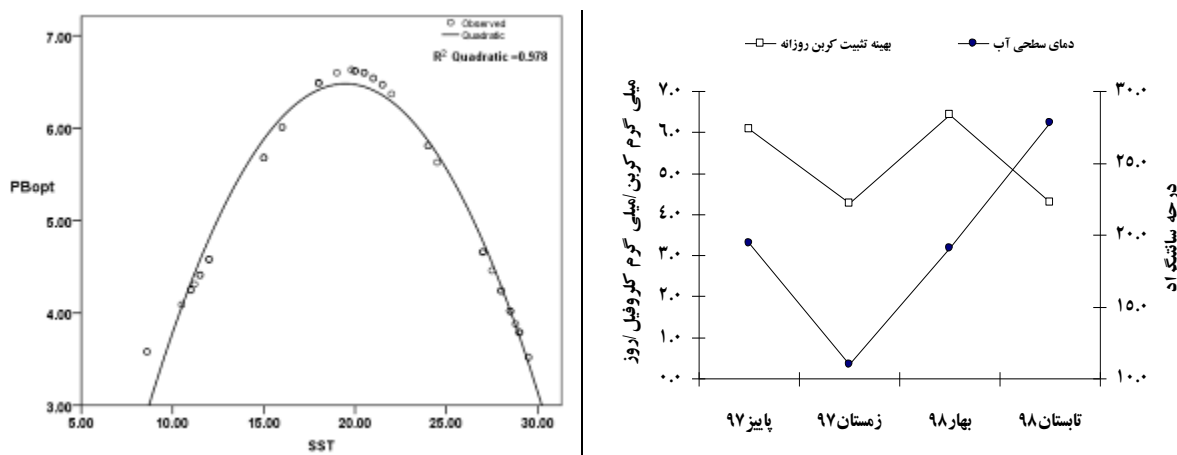 Observed
Quadratic
R² Quadratic =0.978
7.00
6.00
5.00
4.00
3.00
PBopt
5.00 10.00 15.00 20.00 25.00 30.00
SST
بهینه تثبیت کربن روزانه
دمای سطحی آب
میلی گرم کربن/میلی گرم کلروفیل/روز
۷.۰
۶.۰
۵.۰
٤.۰
۳.۰
۲.۰
۱.۰
۰.۰
۳۰.۰
۲۵.۰
۲۰.۰
۱۵.۰
۱۰.۰
درجه سانتگراد
پاییز۹۷ زمستان۹۷ بهار۹۸ تابستان۹۸